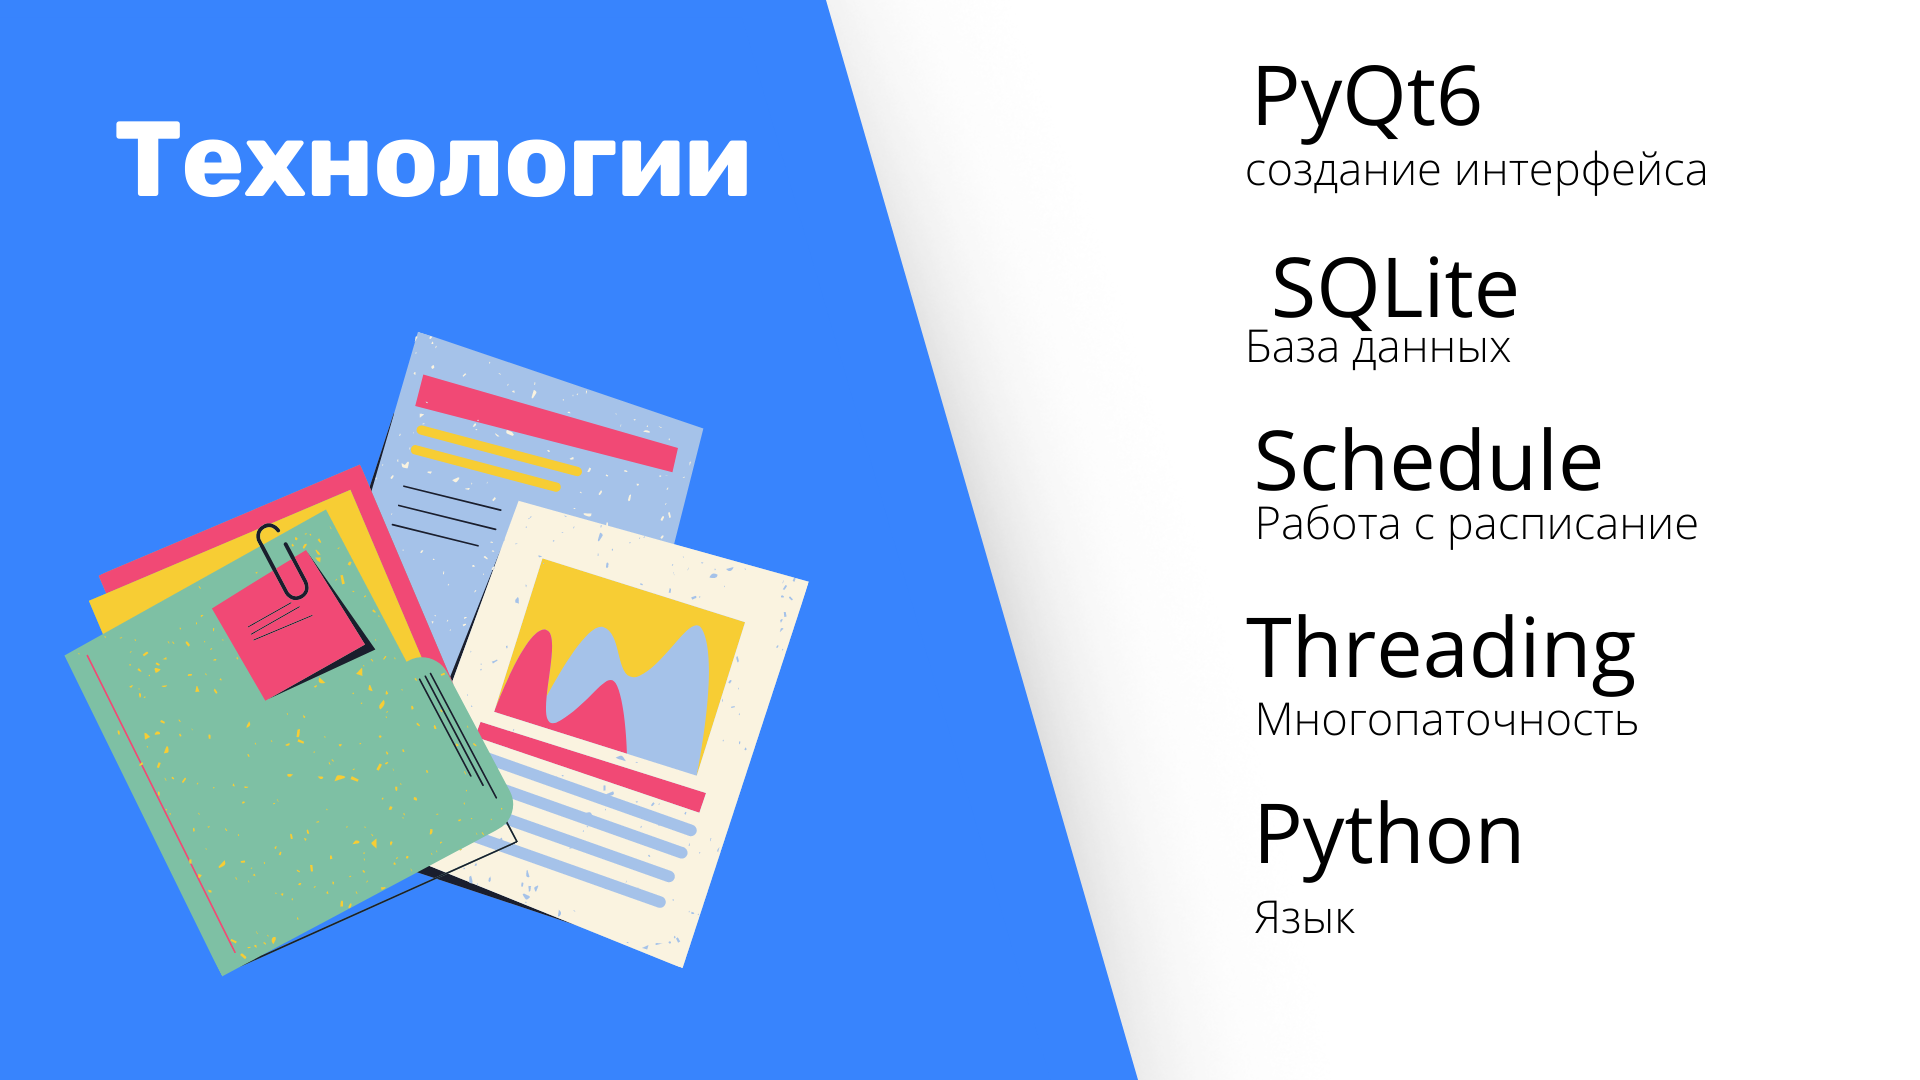 Технологии
PyQt6
создание интерфейса
SQLite
База данных
Schedule
Работа с расписание
Threading
Многопаточность
Python
Язык